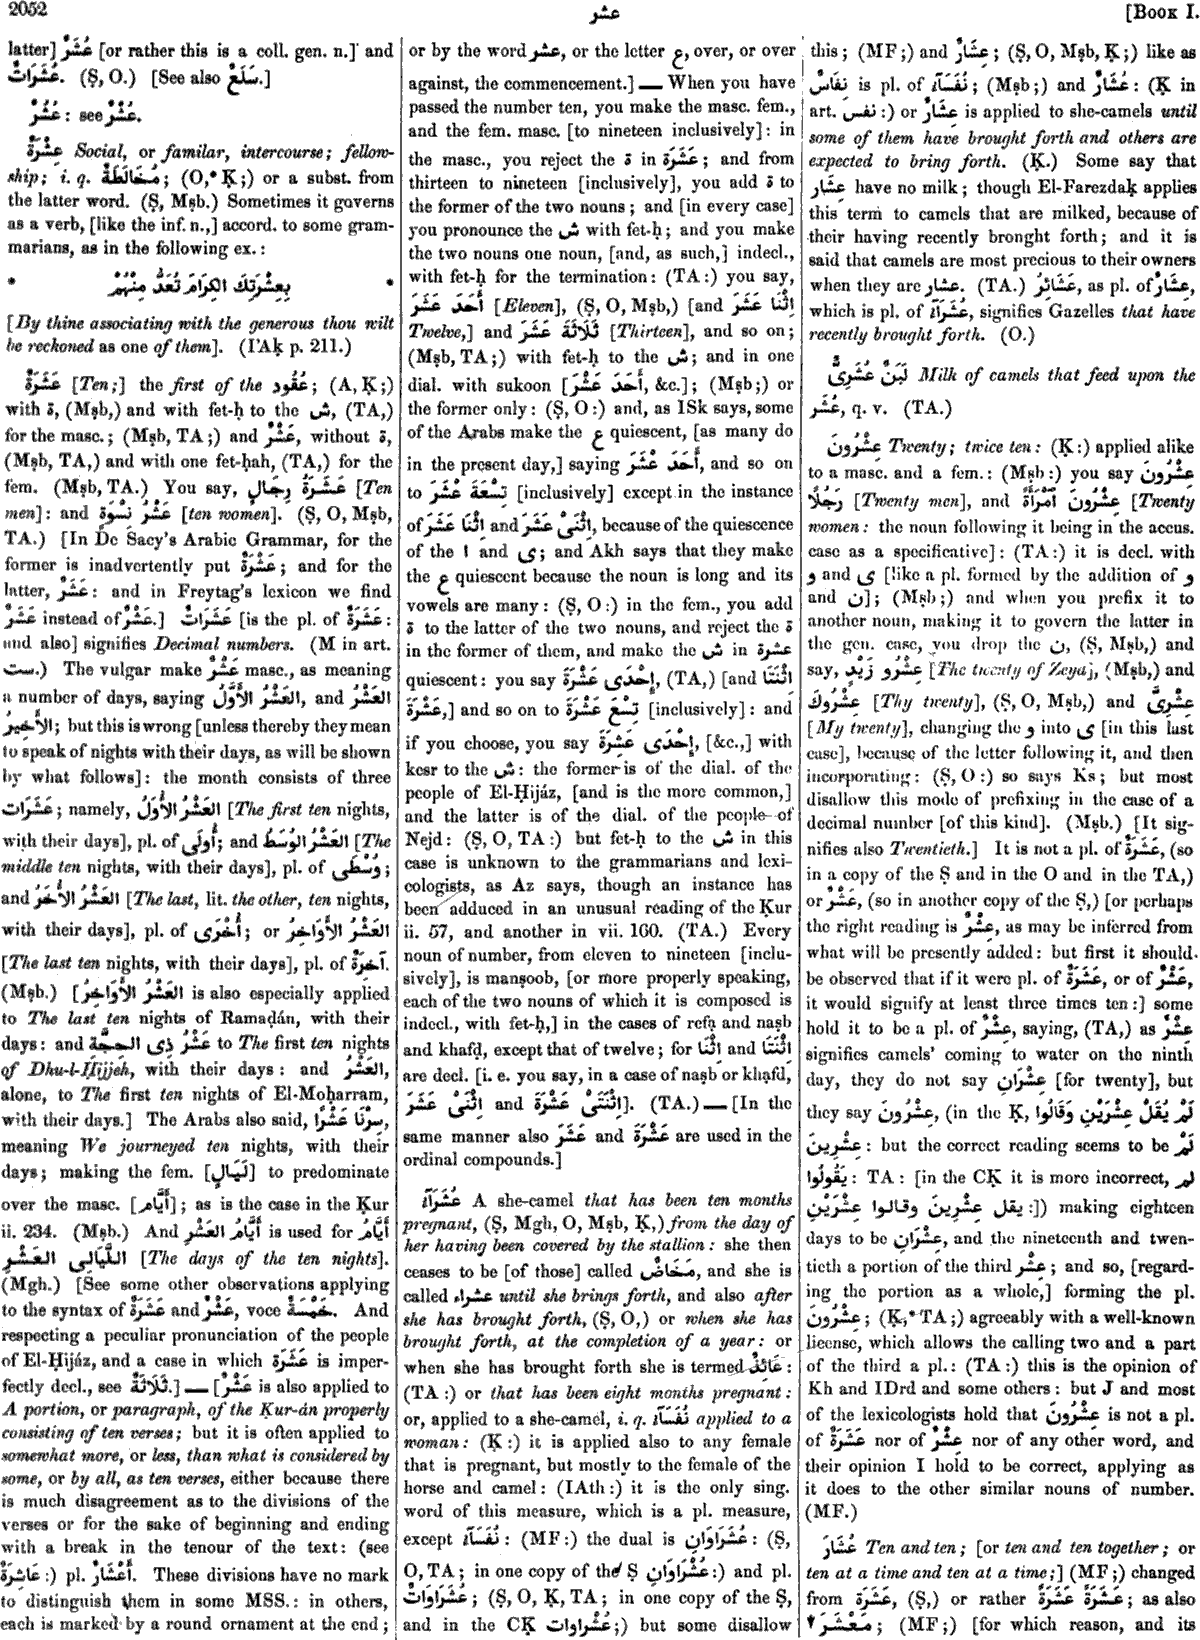 2052
عشر
[BOOK I.
latter] عُشَرٌ [or rather this is a coll. gen. n.] and
عُشَرَاتٌ. (Ṣ, O.) [See also سَلَعٌ.]
عُشُرٌ : see عُشْرٌ.
عِشْرَةٌ Social, or familar, intercourse; fellow-
ship; i. q. مُخَالَطَةٌ; (O,* Ḳ;) or a subst. from
the latter word. (Ṣ, Mṣb.) Sometimes it governs
as a verb, [like the inf. n.,] accord. to some gram-
marians, as in the following ex.:
* بِعِشْرَتِكَ الكِرَامَ تُعَدُّ مِنْهُمْ *
[By thine associating with the generous thou wilt
be reckoned as one of them]. (I'Aḳ p. 211.)
عَشَرَةٌ [Ten;] the first of the عُقُود; (A, Ḳ;)
with ة, (Mṣb,) and with fet-ḥ to the ش, (TA,)
for the masc.; (Mṣb, TA;) and عَشْرٌ, without ة,
(Mṣb, TA,) and with one fet-ḥah, (TA,) for the
fem. (Mṣb, TA.) You say, عَشَرَةُ رِجَالٍ [Ten
men]: and عَشْرُ نِسْوَةٍ [ten women]. (Ṣ, O, Mṣb,
TA.) [In De Sacy's Arabic Grammar, for the
former is inadvertently put عَشْرَةٌ; and for the
latter, عَشَرٌ: and in Freytag's lexicon we find
عَشَرٌ instead of عَشْرٌ.] عَشَرَاتٌ [is the pl. of عَشَرَةٌ:
and also] signifies Decimal numbers. (M in art.
ست.) The vulgar make عَشْرٌ masc., as meaning
a number of days, saying العَشْرُ الأَوَّلُ, and العَشْرُ
الأَخِيرُ; but this is wrong [unless thereby they mean
to speak of nights with their days, as will be shown
by what follows]: the month consists of three
عَشَرَات; namely, العَشْرُ الأُوَلُ [The first ten nights,
with their days], pl. of أُولَى; and العَشْرُ الوُسَطُ [The
middle ten nights, with their days], pl. of وُسْطَى;
and العَشْرُ الأُخَرُ [The last, lit. the other, ten nights,
with their days], pl. of أُخْرَى; or العَشْرُ الأَوَاخِرُ
[The last ten nights, with their days], pl. of آخِرَةٌ.
(Mṣb.) [العَشْرُ الأَوَاخِرُ is also especially applied
to The last ten nights of Ramaḍán, with their
days: and عَشْرُ ذِى الحِجَّةِ to The first ten nights
of Dhu-l-Ḥijjeh, with their days: and العَشْرُ,
alone, to The first ten nights of El-Moḥarram,
with their days.] The Arabs also said, سِرْنَا عَشْرًا,
meaning We journeyed ten nights, with their
days; making the fem. [لَيَالٍ] to predominate
over the masc. [أَيَّام]; as is the case in the Ḳur
ii. 234. (Mṣb.) And أَيَّامُ العَشْرِ is used for أَيَّامُ
اللَّيَالِى العَشْرِ [The days of the ten nights].
(Mgh.) [See some other observations applying
to the syntax of عَشَرَةٌ and عَشْرٌ, voce خَمْسَةٌ. And
respecting a peculiar pronunciation of the people
of El-Ḥijáz, and a case in which عَشَرَة is imper-
fectly decl., see ثَلَاثَةٌ.] — [عَشْرٌ is also applied to
A portion, or paragraph, of the Ḳur-án properly
consisting of ten verses; but it is often applied to
somewhat more, or less, than what is considered by
some, or by all, as ten verses, either because there
is much disagreement as to the divisions of the
verses or for the sake of beginning and ending
with a break in the tenour of the text: (see
عَاشِرَةٌ:) pl. أَعْشَارٌ. These divisions have no mark
to distinguish them in some MSS.: in others,
each is marked by a round ornament at the end;
or by the word عشر, or the letter ع, over, or over
against, the commencement.] — When you have
passed the number ten, you make the masc. fem.,
and the fem. masc. [to nineteen inclusively]: in
the masc., you reject the ة in عَشَرَة; and from
thirteen to nineteen [inclusively], you add ة to
the former of the two nouns; and [in every case]
you pronounce the ش with fet-ḥ; and you make
the two nouns one noun, [and, as such,] indecl.,
with fet-ḥ for the termination: (TA:) you say,
أَحَدَ عَشَرَ [Eleven], (Ṣ, O, Mṣb,) [and اِثْنَا عَشَرَ
Twelve,] and ثَلَاثَةَ عَشَرَ [Thirteen], and so on;
(Mṣb, TA;) with fet-ḥ to the ش; and in one
dial. with sukoon [أَحَدَ عَشْرَ, &c.]; (Mṣb;) or
the former only: (Ṣ, O:) and, as ISk says, some
of the Arabs make the ع quiescent, [as many do
in the present day,] saying أَحَدَ عْشَرَ, and so on
to تِسْعَةَ عْشَرَ [inclusively] except in the instance
of اِثْنَا عَشَرَ and اِثْنَىْ عَشَرَ, because of the quiescence
of the ا and ى; and Akh says that they make
the ع quiescent because the noun is long and its
vowels are many: (Ṣ, O:) in the fem., you add
ة to the latter of the two nouns, and reject the ة
in the former of them, and make the ش in عشرة
quiescent: you say إِحْدَى عَشْرَةَ, (TA,) [and اِثْنَتَا
عَشْرَةَ,] and so on to تِسْعَ عَشْرَةَ [inclusively]: and
if you choose, you say إِحْدَى عَشِرَةَ, [&c.,] with
kesr to the ش: the former is of the dial. of the
people of El-Ḥijáz, [and is the more common,]
and the latter is of the dial. of the people of
Nejd: (Ṣ, O, TA:) but fet-ḥ to the ش in this
case is unknown to the grammarians and lexi-
cologists, as Az says, though an instance has
been adduced in an unusual reading of the Ḳur
ii. 57, and another in vii. 160. (TA.) Every
noun of number, from eleven to nineteen [inclu-
sively], is manṣoob, [or more properly speaking,
each of the two nouns of which it is composed is
indecl., with fet-ḥ,] in the cases of refạ and naṣb
and khafḍ, except that of twelve; for اِثْنَا and اِثْنَتَا
are decl. [i. e. you say, in a case of naṣb or khafḍ,
اِثْنَىْ عَشَرَ and اِثْنَتَىْ عَشْرَةَ]. (TA.) — [In the
same manner also عَشَرَ and عَشْرَةَ are used in the
ordinal compounds.]
عُشَرَآءُ A she-camel that has been ten months
pregnant, (Ṣ, Mgh, O, Mṣb, Ḳ,) from the day of
her having been covered by the stallion: she then
ceases to be [of those] called مَخَاضٌ, and she is
called عشراء until she brings forth, and also after
she has brought forth, (Ṣ, O,) or when she has
brought forth, at the completion of a year: or
when she has brought forth she is termed عَائِذٌ:
(TA:) or that has been eight months pregnant:
or, applied to a she-camel, i. q. نُفَسَآءُ applied to a
woman: (Ḳ:) it is applied also to any female
that is pregnant, but mostly to the female of the
horse and camel: (IAth:) it is the only sing.
word of this measure, which is a pl. measure,
except نُفَسَآءُ: (MF:) the dual is عُشَرَاوَانِ: (Ṣ,
O, TA; in one copy of the Ṣ عُشْرَاوَانِ:) and pl.
عُشَرَاوَاتٌ; (Ṣ, O, Ḳ, TA; in one copy of the Ṣ,
and in the CḲ عُشْراوات;) but some disallow
this; (MF;) and عِشَارٌ; (Ṣ, O, Mṣb, Ḳ;) like as
نِفَاسٌ is pl. of نُفَسَآءُ; (Mṣb;) and عُشَارٌ: (Ḳ in
art. نفس:) or عِشَارٌ is applied to she-camels until
some of them have brought forth and others are
expected to bring forth. (Ḳ.) Some say that
عِشَار have no milk; though El-Farezdaḳ applies
this term to camels that are milked, because of
their having recently brought forth; and it is
said that camels are most precious to their owners
when they are عشار. (TA.) عَشَائِرُ, as pl. of عِشَارٌ,
which is pl. of عُشَرَآءُ, signifies Gazelles that have
recently brought forth. (O.)
لَبَنٌ عُشَرِىٌّ Milk of camels that feed upon the
عُشَر, q. v. (TA.)
عِشْرُونَ Twenty; twice ten: (Ḳ:) applied alike
to a masc. and a fem.: (Mṣb:) you say عِشْرُونَ
رَجُلًا [Twenty men], and عِشْرُونَ ٱمْرَأَةً [Twenty
women: the noun following it being in the accus.
case as a specificative]: (TA:) it is decl. with
و and ى [like a pl. formed by the addition of و
and ن]; (Mṣb;) and when you prefix it to
another noun, making it to govern the latter in
the gen. case, you drop the ن, (Ṣ, Mṣb,) and
say, عِشْرُو زَيْدٍ [The twenty of Zeyd], (Mṣb,) and
عِشْرُوكَ [Thy twenty], (Ṣ, O, Mṣb,) and عِشْرِىَّ
[My twenty], changing the و into ى [in this last
case], because of the letter following it, and then
incorporating: (Ṣ, O:) so says Ks; but most
disallow this mode of prefixing in the case of a
decimal number [of this kind]. (Mṣb.) [It sig-
nifies also Twentieth.] It is not a pl. of عَشَرَةٌ, (so
in a copy of the Ṣ and in the O and in the TA,)
or عَشْرٌ, (so in another copy of the Ṣ,) [or perhaps
the right reading is عِشْرٌ, as may be inferred from
what will be presently added: but first it should
be observed that if it were pl. of عَشَرَةٌ, or of عَشْرٌ,
it would signify at least three times ten:] some
hold it to be a pl. of عِشْرٌ, saying, (TA,) as عِشْرٌ
signifies camels' coming to water on the ninth
day, they do not say عِشْرَانِ [for twenty], but
they say عِشْرُونَ, (in the Ḳ, لَمْ يُقَلْ عِشْرَيْنِ وَقَالُوا
عِشْرِينَ: but the correct reading seems to be لَمْ
يَقُولُوا: TA: [in the CḲ it is more incorrect, لم
يقل عِشْرِينَ وقالوا عِشْرَيْنِ:]) making eighteen
days to be عِشْرَانِ, and the nineteenth and twen-
tieth a portion of the third عِشْر; and so, [regard-
ing the portion as a whole,] forming the pl.
عِشْرُونَ; (Ḳ,* TA;) agreeably with a well-known
license, which allows the calling two and a part
of the third a pl.: (TA:) this is the opinion of
Kh and IDrd and some others: but J and most
of the lexicologists hold that عِشْرُونَ is not a pl.
of عَشَرَةٌ nor of عِشْرٌ nor of any other word, and
their opinion I hold to be correct, applying as
it does to the other similar nouns of number.
(MF.)
عُشَارَ Ten and ten; [or ten and ten together; or
ten at a time and ten at a time;] (MF;) changed
from عَشَرَة, (Ṣ,) or rather عَشَرَةً عَشَرَةً; as also
▼ مَعْشَرَ; (MF;) [for which reason, and its